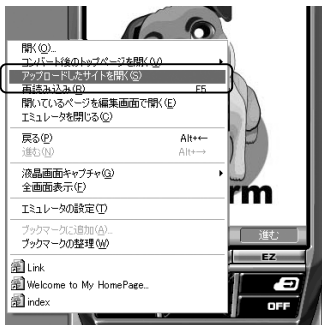 開く(O)...
コンバート後のトップページを開く(V)
アップロードしたサイトを開く(S)
再読み込み(R) F5
開いているページを編集画面で開く(E)
エミュレータを閉じる(C)
戻る(P) Alt+←
進む(N) Alt+→
液晶画面キャプチャ(G)
全画面表示(F)
エミュレータの設定(T)
ブックマークに追加(A)...
ブックマークの整理(W)
Link
Welcome to My HomePage...
index
rm
進む
EZ
OFF